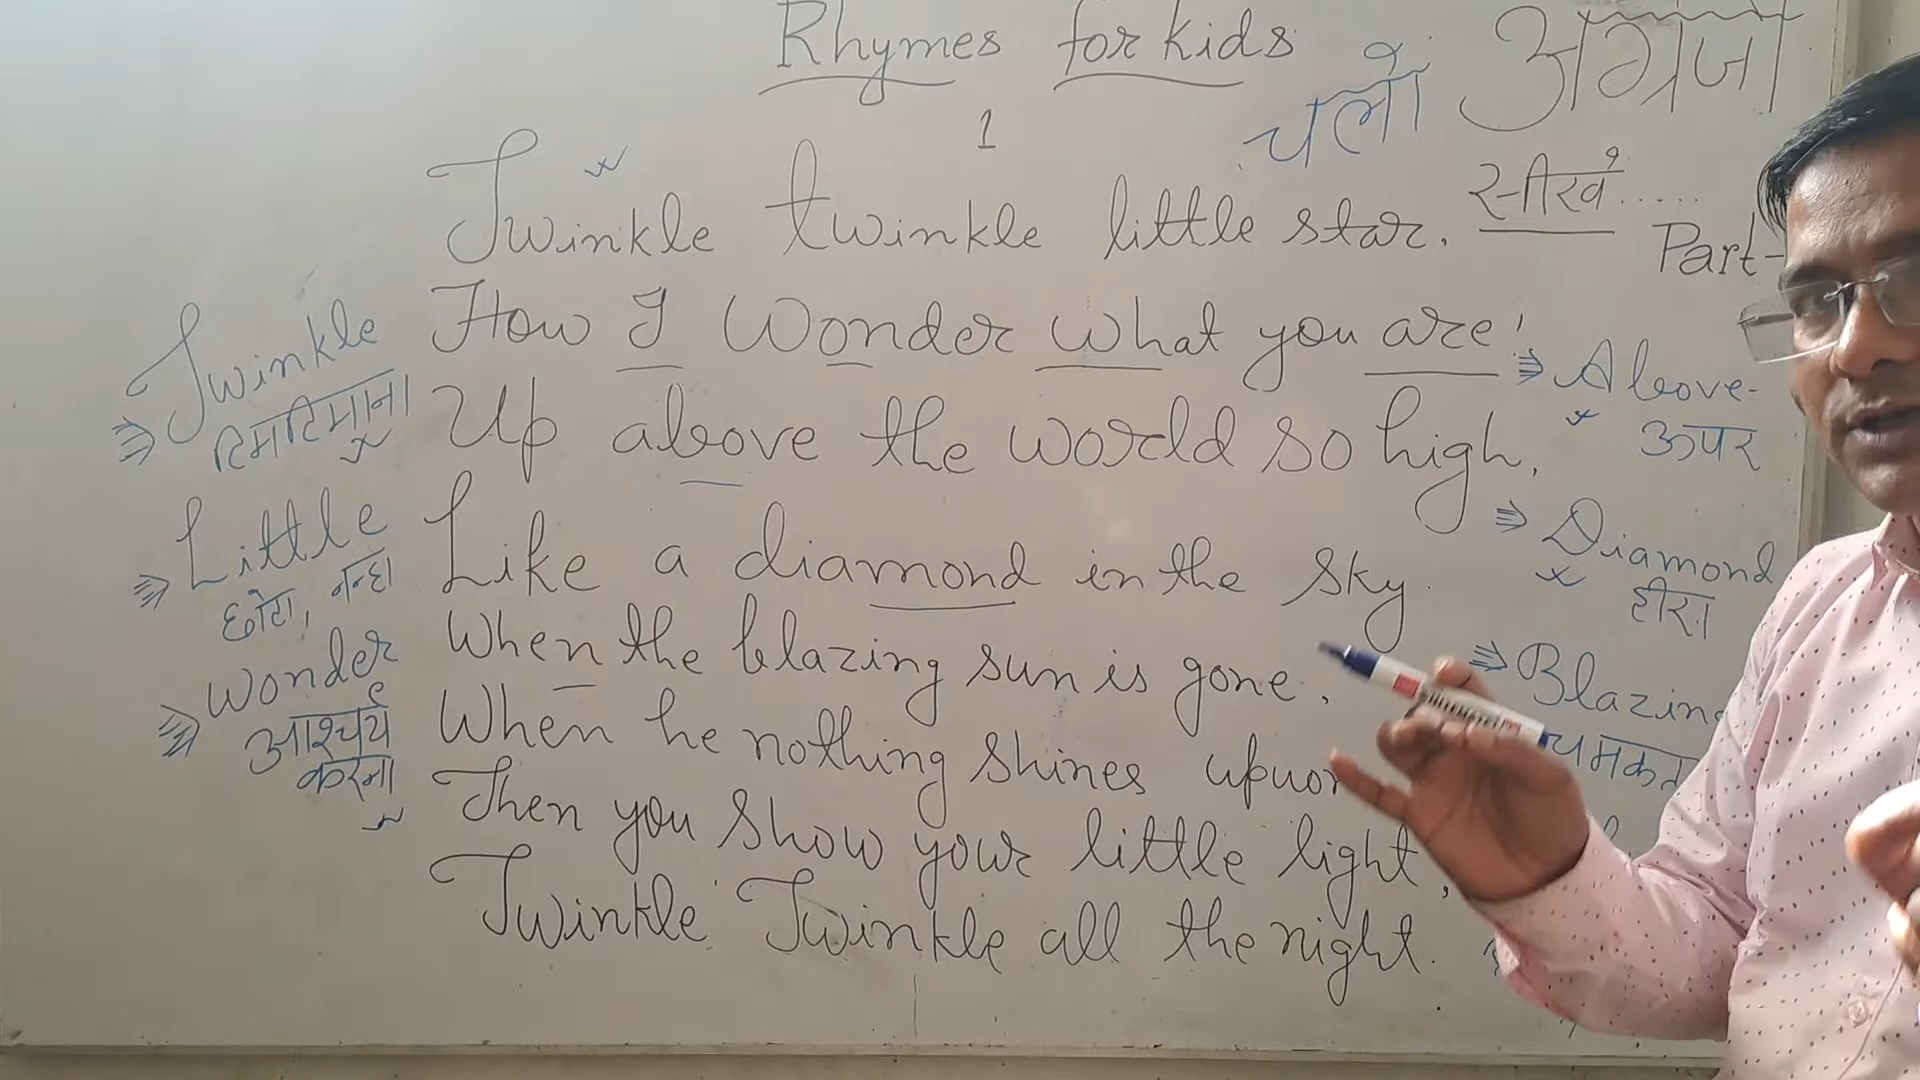 Rhymes for kids
चलो अंग्रेजी
सीखें.....
Part-
1
Twinkle twinkle little star.
How I Wonder what you are!
Up above the world so high,
Like a diamond in the sky.
When the blazing sun is gone,
When he nothing shines upuon
Then you show your little light,
Twinkle Twinkle all the night.
Twinkle
टिमटिमाना
Little
छोटा, नन्हा
Wonder
आश्चर्य
करना
Above-
ऊपर
Diamond
हीरा
Blazing